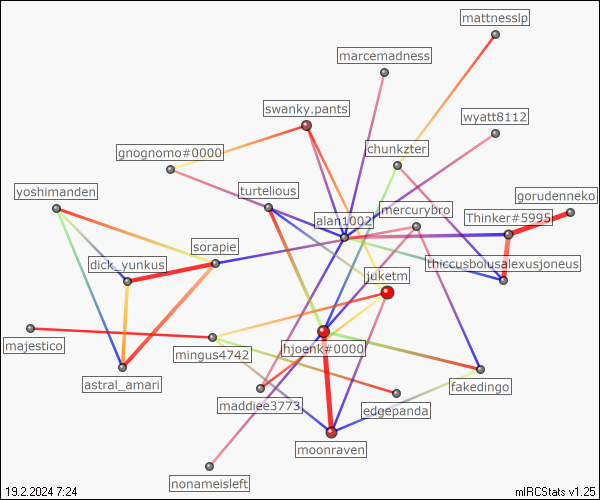 mattnesslp
marcemadness
swanky.pants
wyatt8112
chunkzter
gnognomo#0000
yoshimanden
turtelious
gorudenneko
mercurybro
Thinker#5995
alan1002
sorapie
dick_yunkus
thiccusbolusalexusjoneus
juketm
majestico
hjoenk#0000
mingus4742
astral_amari
fakedingo
maddiee3773
edgepanda
moonraven
nonameisleft
19.2.2024 7:24
mIRCStats v1.25